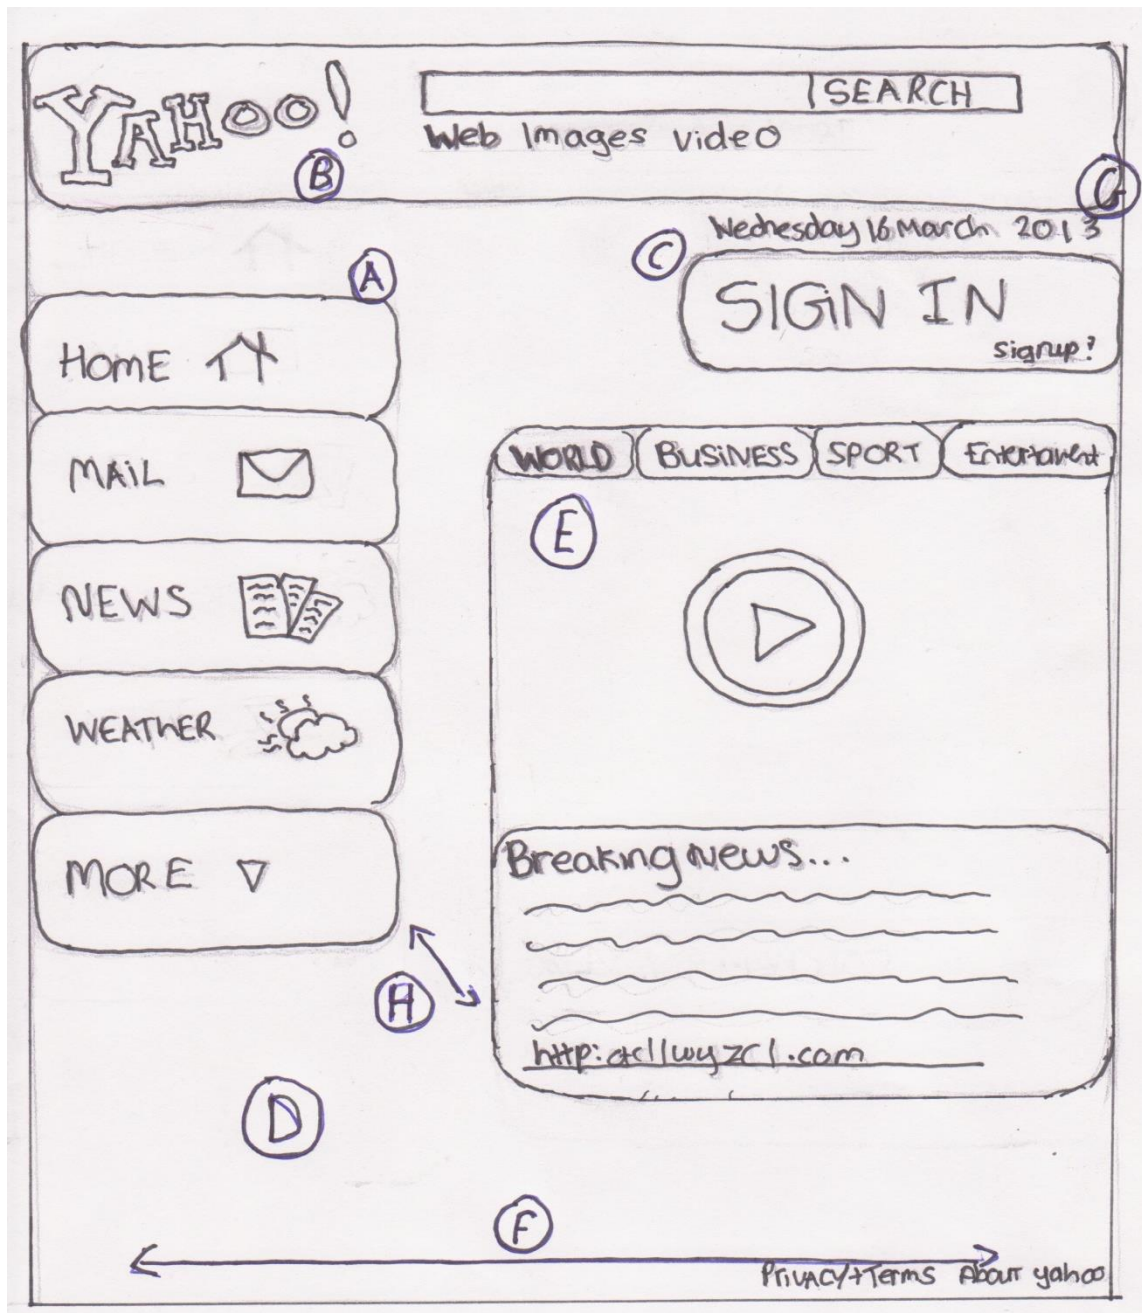 YAHOO!
SEARCH
Web Images video
B
G
Wednesday 16 March 2013
C
SIGN IN
signup?
A
HOME
MAIL
NEWS
WEATHER
MORE
WORLD BUSINESS SPORT
E
Breaking News...
H
D
F
Privacy+Terms About yahoo